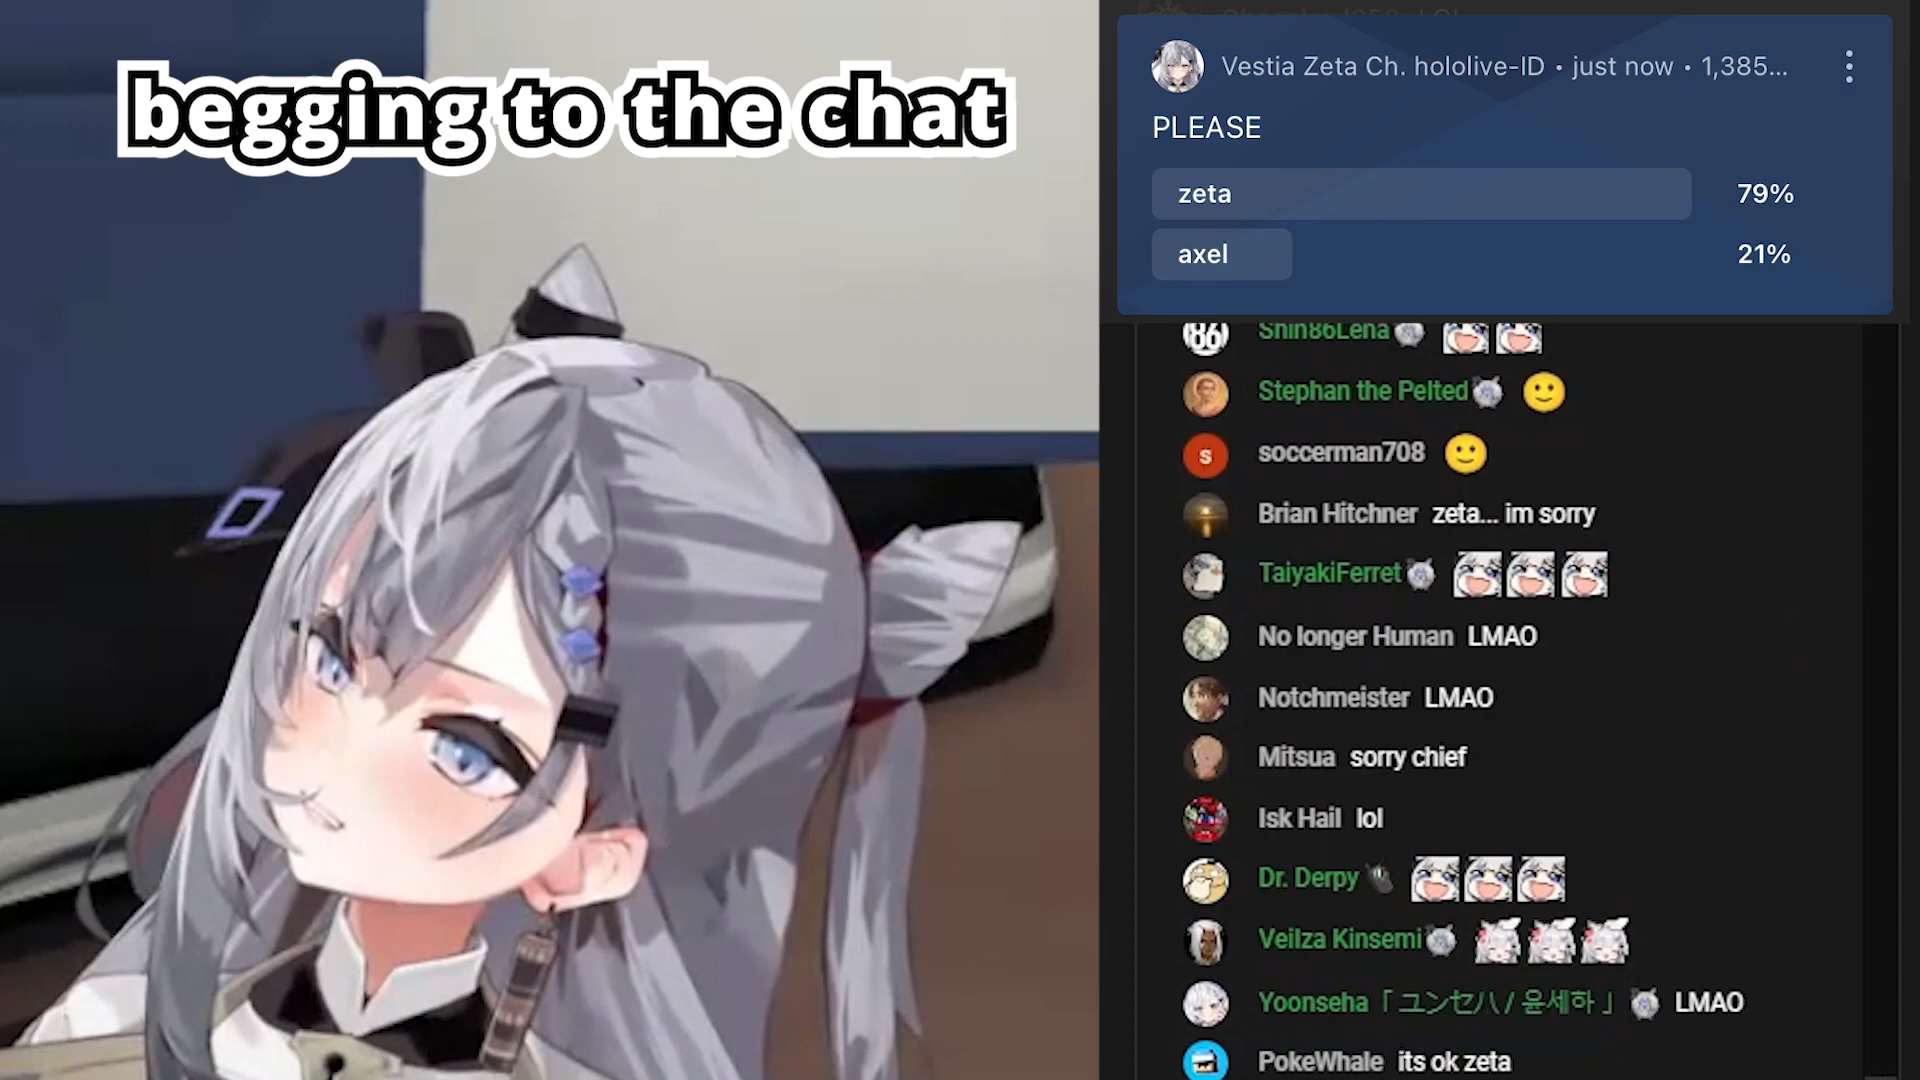 begging to the chat
Vestia Zeta Ch. hololive-ID • just now • 1,385...
PLEASE
zeta 79%
axel 21%
Shin86Lena
Stephan the Pelted
soccerman708
Brian Hitchner zeta... im sorry
TaiyakiFerret
No longer Human LMAO
Notchmeister LMAO
Mitsua sorry chief
Isk Hail lol
Dr. Derpy
Veilza Kinsemi
Yoonseha「ユンセハ / 윤세하 」 LMAO
PokeWhale its ok zeta